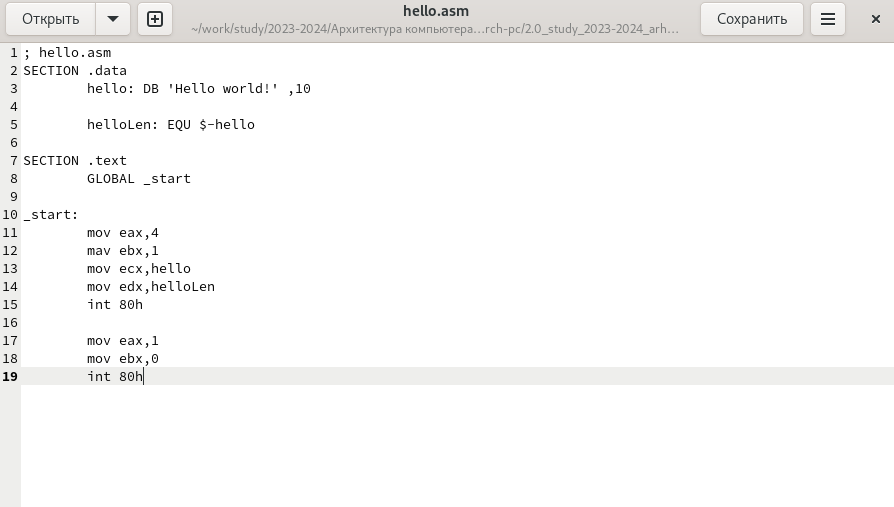 Открыть
hello.asm
~/work/study/2023-2024/Архитектура компьютера...rch-pc/2.0_study_2023-2024_arh...
Сохранить
1 ; hello.asm
2 SECTION .data
3         hello: DB 'Hello world!' ,10
4
5         helloLen: EQU $-hello
6
7 SECTION .text
8         GLOBAL _start
9
10 _start:
11         mov eax,4
12         mav ebx,1
13         mov ecx,hello
14         mov edx,helloLen
15         int 80h
16
17         mov eax,1
18         mov ebx,0
19         int 80h